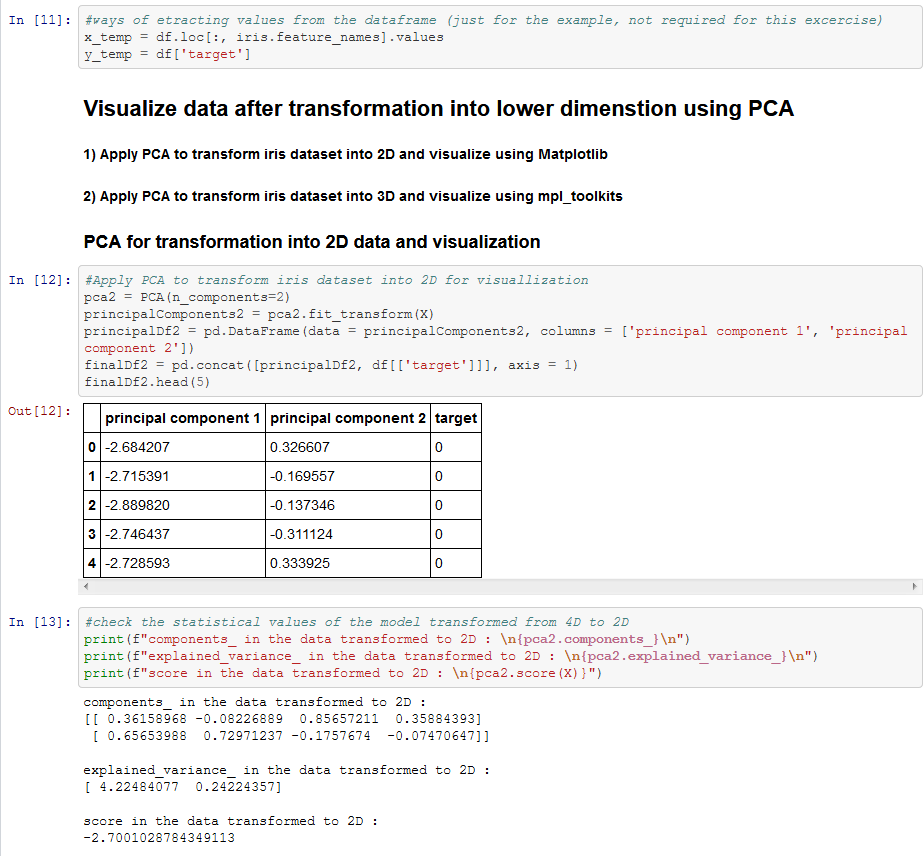 In [11]: #ways of etracting values from the dataframe (just for the example, not required for this excercise)
x_temp = df.loc[:, iris.feature_names].values
y_temp = df['target']
Visualize data after transformation into lower dimenstion using PCA
1) Apply PCA to transform iris dataset into 2D and visualize using Matplotlib
2) Apply PCA to transform iris dataset into 3D and visualize using mpl_toolkits
PCA for transformation into 2D data and visualization
In [12]: #Apply PCA to transform iris dataset into 2D for visuallization
pca2 = PCA(n_components=2)
principalComponents2 = pca2.fit_transform(X)
principalDf2 = pd.DataFrame(data = principalComponents2, columns = ['principal component 1', 'principal
component 2'])
finalDf2 = pd.concat([principalDf2, df[['target']]], axis = 1)
finalDf2.head(5)
Out[12]:
principal component 1 principal component 2 target
0 -2.684207 0.326607 0
1 -2.715391 -0.169557 0
2 -2.889820 -0.137346 0
3 -2.746437 -0.311124 0
4 -2.728593 0.333925 0
In [13]: #check the statistical values of the model transformed from 4D to 2D
print(f"components_ in the data transformed to 2D : \n{pca2.components_}\n")
print(f"explained_variance_ in the data transformed to 2D : \n{pca2.explained_variance_}\n")
print(f"score in the data transformed to 2D : \n{pca2.score(X)}")
components_ in the data transformed to 2D :
[[ 0.36158968 -0.08226889  0.85657211  0.35884393]
[ 0.65653988  0.72971237 -0.1757674  -0.07470647]]
explained_variance_ in the data transformed to 2D :
[ 4.22484077  0.24224357]
score in the data transformed to 2D :
-2.7001028784349113